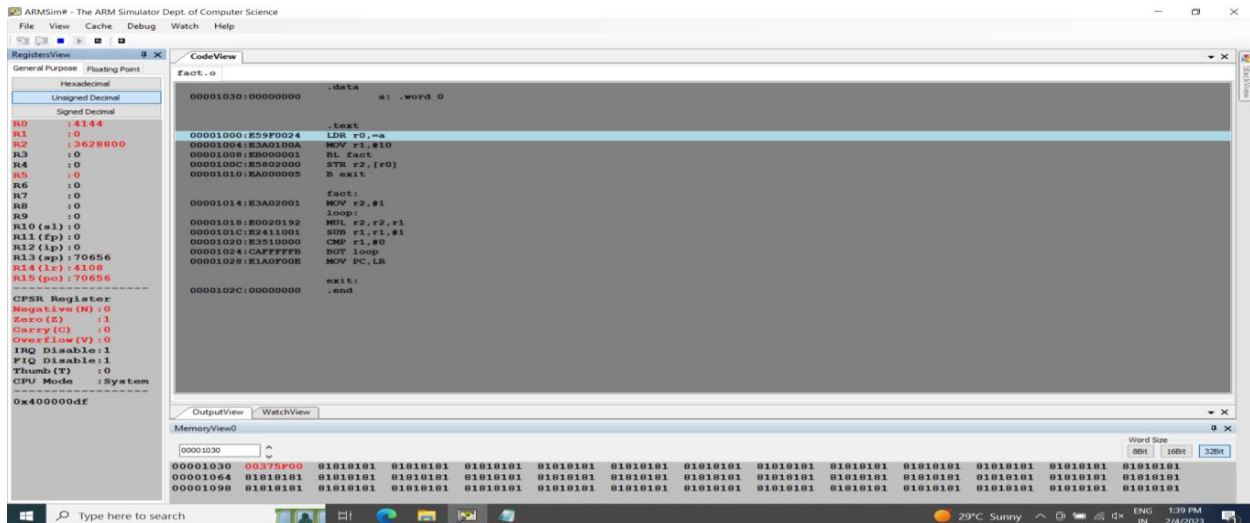 ARMSim# - The ARM Simulator Dept. of Computer Science
File View Cache Debug Watch Help
RegistersView
General Purpose Floating Point
Hexadecimal
Unsigned Decimal
Signed Decimal
R0 :4144
R1 :0
R2 :3628800
R3 :0
R4 :0
R5 :0
R6 :0
R7 :0
R8 :0
R9 :0
R10(sl):0
R11(fp):0
R12(ip):0
R13(sp):70656
R14(lr):4108
R15(pc):70656
CPSR Register
Negative(N):0
Zero(Z) :1
Carry(C) :0
Overflow(V):0
IRQ Disable:1
FIQ Disable:1
Thumb(T) :0
CPU Mode :System
0x400000df
CodeView
fact.o
.data
00001030:00000000 a: .word 0
.text
00001000:E59F0024 LDR r0,=a
00001004:E3A0100A MOV r1,#10
00001008:EB000001 BL fact
0000100C:E5802000 STR r2,[r0]
00001010:EA000005 B exit
fact:
00001014:E3A02001 MOV r2,#1
loop:
00001018:E0020192 MUL r2,r2,r1
0000101C:E2411001 SUB r1,r1,#1
00001020:E3510000 CMP r1,#0
00001024:CAFFFFFB BGT loop
00001028:E1A0F00E MOV PC,LR
exit:
0000102C:00000000 .end
StackView
OutputView WatchView
MemoryView0
00001030
Word Size
8Bit 16Bit 32Bit
00001030 00375F00 81818181 81818181 81818181 81818181 81818181 81818181 81818181 81818181 81818181 81818181 81818181 81818181
00001064 81818181 81818181 81818181 81818181 81818181 81818181 81818181 81818181 81818181 81818181 81818181 81818181 81818181
00001098 81818181 81818181 81818181 81818181 81818181 81818181 81818181 81818181 81818181 81818181 81818181 81818181 81818181
Type here to search
29°C Sunny
ENG
IN
1:39 PM
2/4/2023